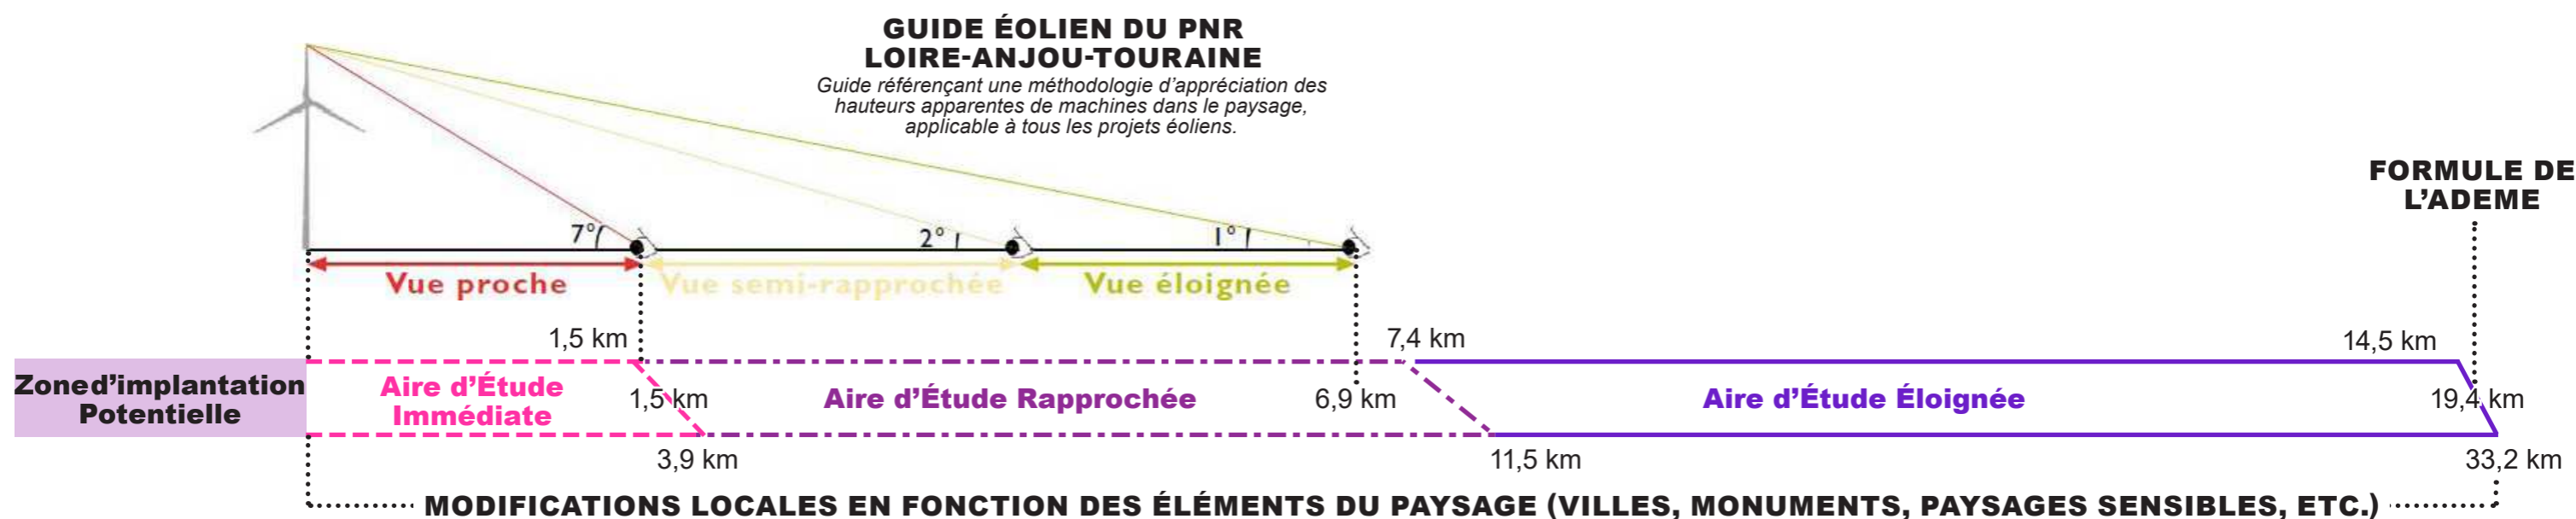 GUIDE ÉOLIEN DU PNR
LOIRE-ANJOU-TOURAINE
Guide référençant une méthodologie d'appréciation des
hauteurs apparentes de machines dans le paysage,
applicable à tous les projets éoliens.
FORMULE DE
L'ADEME
7°
2°
1°
Vue proche
Vue semi-rapprochée
Vue éloignée
1,5 km
7,4 km
14,5 km
Zone d'implantation
Potentielle
Aire d'Étude
Immédiate
1,5 km
Aire d'Étude Rapprochée
6,9 km
Aire d'Étude Éloignée
19,4 km
3,9 km
11,5 km
33,2 km
MODIFICATIONS LOCALES EN FONCTION DES ÉLÉMENTS DU PAYSAGE (VILLES, MONUMENTS, PAYSAGES SENSIBLES, ETC.)